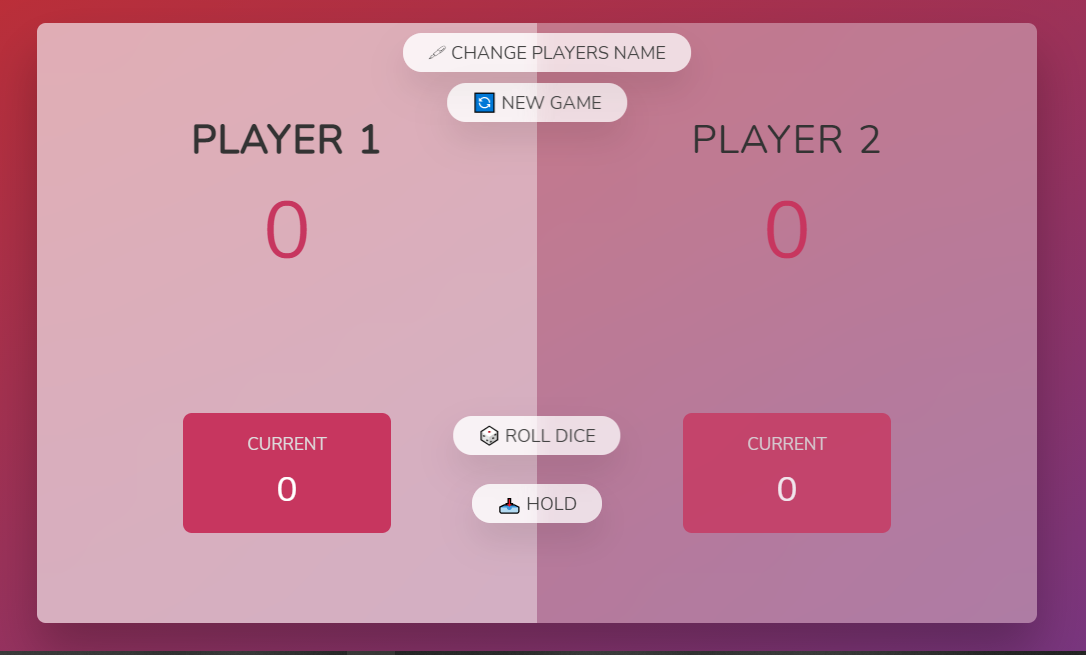 CHANGE PLAYERS NAME
NEW GAME
PLAYER 1
0
PLAYER 2
0
CURRENT
0
ROLL DICE
HOLD
CURRENT
0